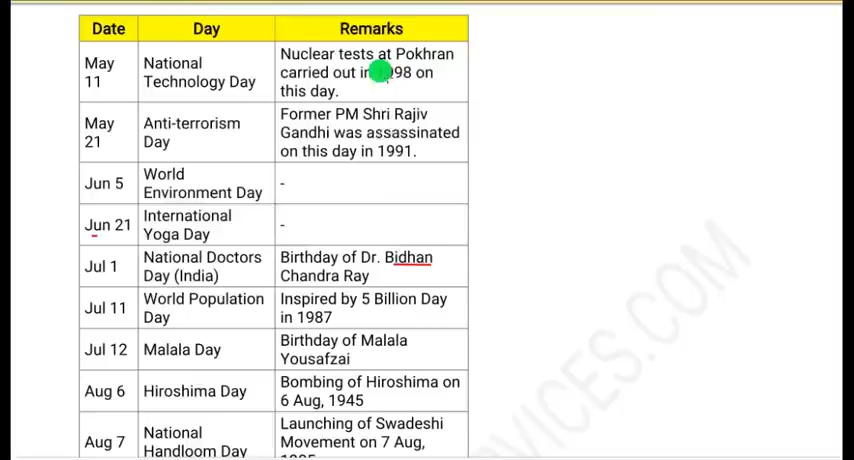 Date Day Remarks
May 11 National Technology Day Nuclear tests at Pokhran carried out in 1998 on this day.
May 21 Anti-terrorism Day Former PM Shri Rajiv Gandhi was assassinated on this day in 1991.
Jun 5 World Environment Day -
Jun 21 International Yoga Day -
Jul 1 National Doctors Day (India) Birthday of Dr. Bidhan Chandra Ray
Jul 11 World Population Day Inspired by 5 Billion Day in 1987
Jul 12 Malala Day Birthday of Malala Yousafzai
Aug 6 Hiroshima Day Bombing of Hiroshima on 6 Aug, 1945
Aug 7 National Handloom Day Launching of Swadeshi Movement on 7 Aug,
VICES.COM